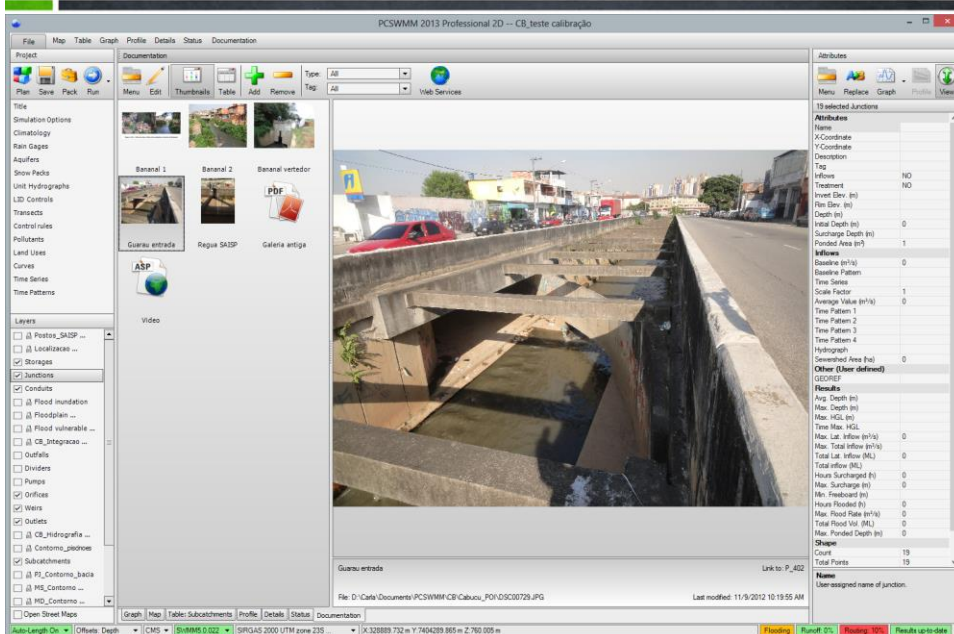 PCSWMM 2013 Professional 2D -- CB_teste calibração
File Map Table Graph Profile Details Status Documentation
Project
Plan Save Pack Run
Title
Simulation Options
Climatology
Rain Gages
Aquifers
Snow Packs
Unit Hydrographs
LID Controls
Transects
Control rules
Pollutants
Land Uses
Curves
Time Series
Time Patterns
Layers
Postos_SAISP ...
Localizacao ...
Storages
Junctions
Conduits
Flood inundation
Floodplain ...
Flood vulnerable ...
CB_Integracao ...
Outfalls
Dividers
Pumps
Orifices
Weirs
Outlets
CB_Hidrografia ...
Contorno_piscinoes
Subcatchments
PJ_Contorno_bacia
MS_Contorno ...
MD_Contorno ...
Open Street Maps
Documentation
Menu Edit Thumbnails Table Add Remove
Type: All
Tag: All
Web Services
Bananal 1 Bananal 2 Bananal vertedor
PDF
Guarau entrada Regua SAISP Galeria antiga
ASP
Video
Guarau entrada Link to: P_402
File: D:\Carla\Documents\PCSWMM\CB\Cabucu_POI\DSC00729.JPG Last modified: 11/9/2012 10:19:55 AM
Graph Map Table: Subcatchments Profile Details Status Documentation
Attributes
Menu Replace Graph Profile View
19 selected Junctions
Attributes
Name
X-Coordinate
Y-Coordinate
Description
Tag
Inflows NO
Treatment NO
Invert Elev. (m)
Rim Elev. (m)
Depth (m)
Initial Depth (m) 0
Surcharge Depth (m)
Ponded Area (m²) 1
Inflows
Baseline (m³/s) 0
Baseline Pattern
Time Series
Scale Factor 1
Average Value (m³/s) 0
Time Pattern 1
Time Pattern 2
Time Pattern 3
Time Pattern 4
Hydrograph
Sewershed Area (ha) 0
Other (User defined)
GEOREF
Results
Avg. Depth (m)
Max. Depth (m)
Max. HGL (m)
Time Max. HGL
Max. Lat. Inflow (m³/s) 0
Max. Total Inflow (m³/s)
Total Lat. Inflow (ML) 0
Total inflow (ML)
Hours Surcharged (h) 0
Max. Surcharge (m) 0
Min. Freeboard (m)
Hours Flooded (h) 0
Max. Flood Rate (m³/s) 0
Total Flood Vol. (ML) 0
Max. Ponded Depth (m) 0
Shape
Count 19
Total Points 19
Name
User-assigned name of junction.
Auto-Length On Offsets: Depth CMS SWMM5 0.022 SIRGAS 2000 UTM zone 23S ... X:328889.732 m Y:7404289.865 m Z:760.005 m Flooding Runoff: 0% Routing: 10% Results up-to-date